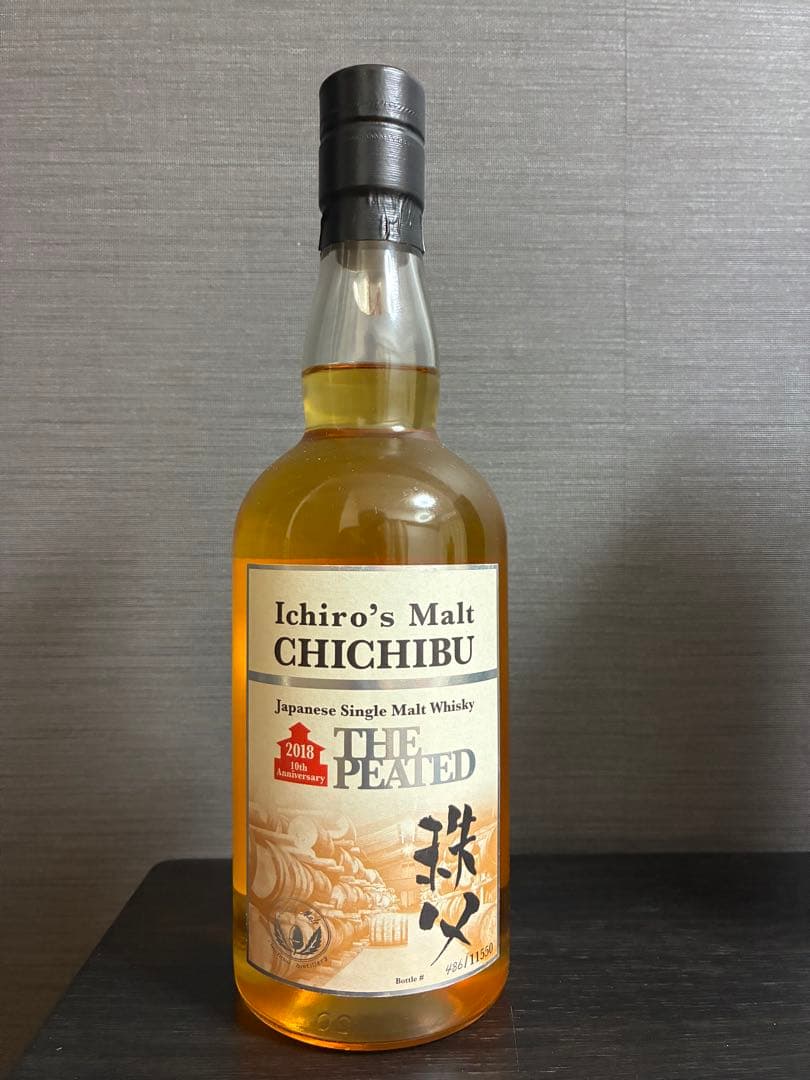 Ichiro's Malt
CHICHIBU
Japanese Single Malt Whisky
2018
10th
Anniversary
THE
PEATED
秩父
Bottle # 486/11550